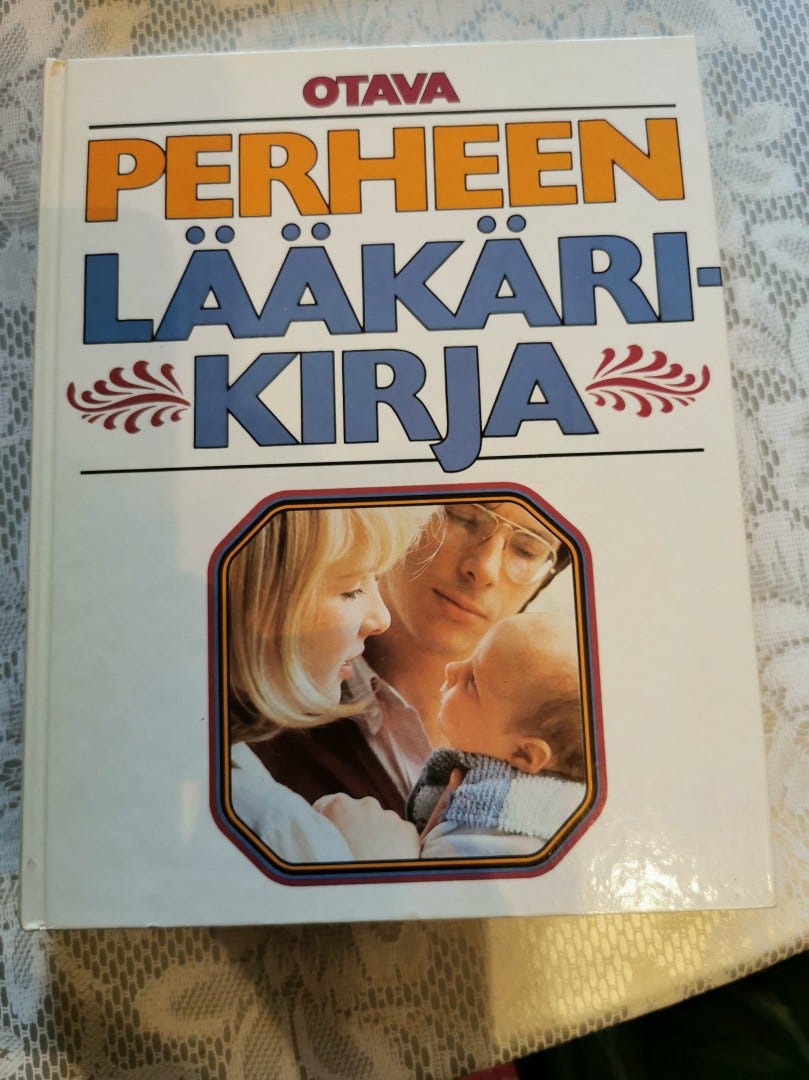 OTAVA
PERHEEN
LÄÄKÄRI-
KIRJA